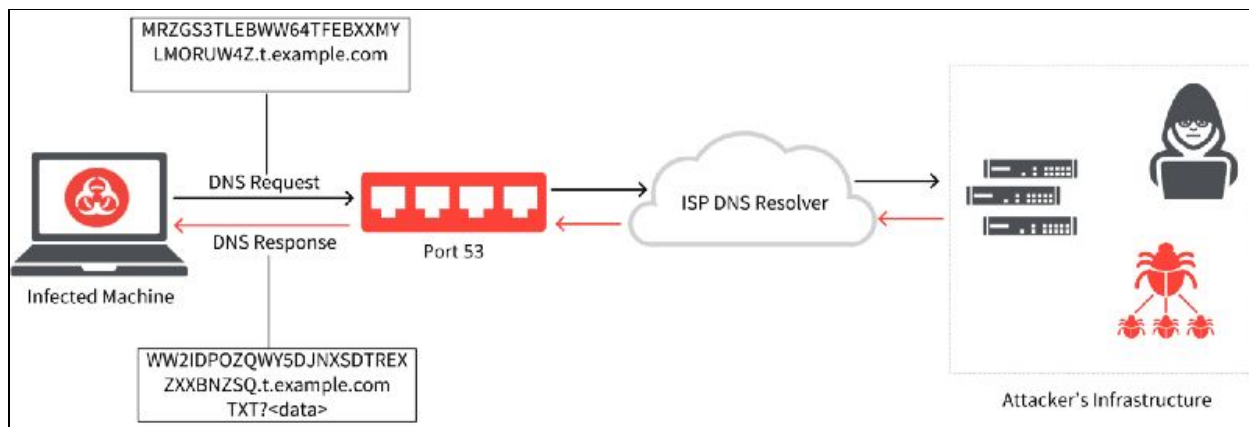 MRZGS3TLEBWW64TFEBXXMY
LMORUW4Z.t.example.com
DNS Request
DNS Response
Infected Machine
Port 53
ISP DNS Resolver
WW2IDPOZQWY5DJNXSDTREX
ZXXBNZSQ.t.example.com
TXT?<data>
Attacker's Infrastructure